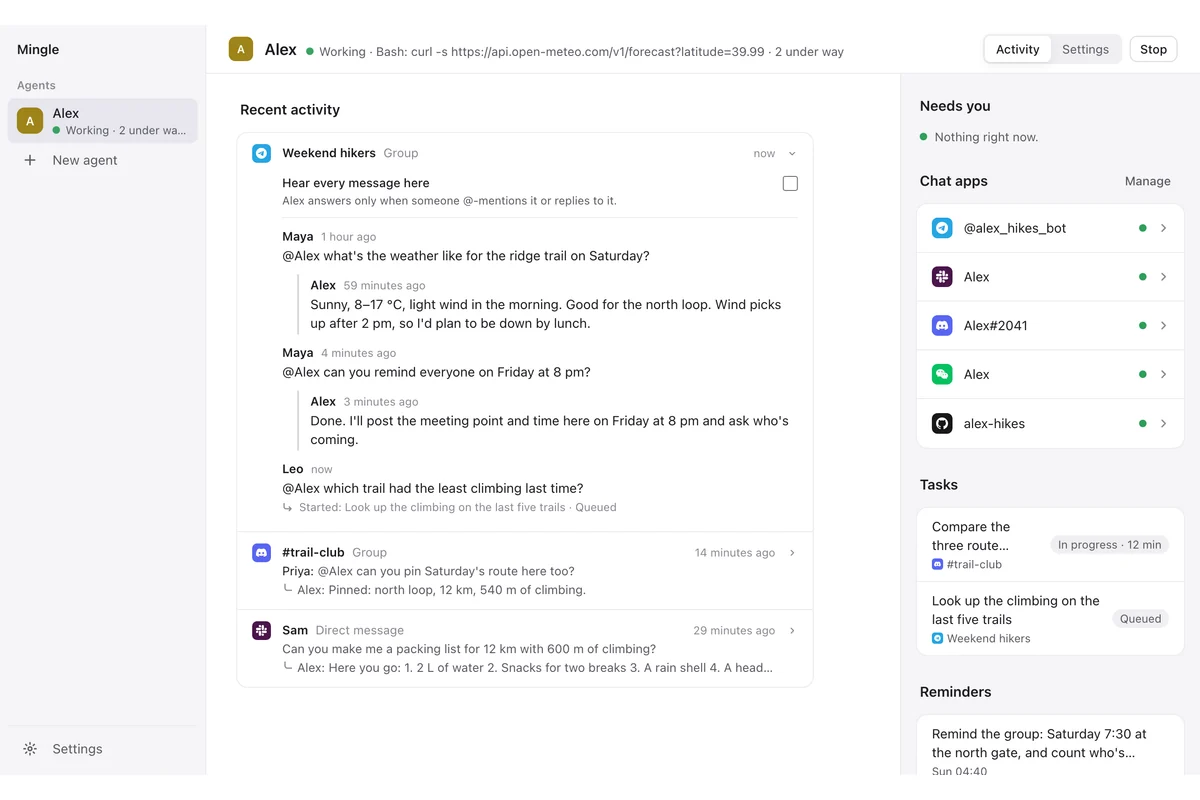 Mingle
Agents
A
Alex
Working · 2 under wa...
New agent
Settings
A
Alex
Working · Bash: curl -s https://api.open-meteo.com/v1/forecast?latitude=39.99 · 2 under way
Activity
Settings
Stop
Recent activity
Weekend hikers Group
now
Hear every message here
Alex answers only when someone @-mentions it or replies to it.
Maya 1 hour ago
@Alex what's the weather like for the ridge trail on Saturday?
Alex 59 minutes ago
Sunny, 8–17 °C, light wind in the morning. Good for the north loop. Wind picks
up after 2 pm, so I'd plan to be down by lunch.
Maya 4 minutes ago
@Alex can you remind everyone on Friday at 8 pm?
Alex 3 minutes ago
Done. I'll post the meeting point and time here on Friday at 8 pm and ask who's
coming.
Leo now
@Alex which trail had the least climbing last time?
Started: Look up the climbing on the last five trails · Queued
#trail-club Group
14 minutes ago
Priya: @Alex can you pin Saturday's route here too?
Alex: Pinned: north loop, 12 km, 540 m of climbing.
Sam Direct message
29 minutes ago
Can you make me a packing list for 12 km with 600 m of climbing?
Alex: Here you go: 1. 2 L of water 2. Snacks for two breaks 3. A rain shell 4. A head...
Needs you
Nothing right now.
Chat apps
Manage
@alex_hikes_bot
Alex
Alex#2041
Alex
alex-hikes
Tasks
Compare the
three route...
In progress · 12 min
#trail-club
Look up the climbing on the
last five trails
Queued
Weekend hikers
Reminders
Remind the group: Saturday 7:30 at
the north gate, and count who's...
Sun 04:40